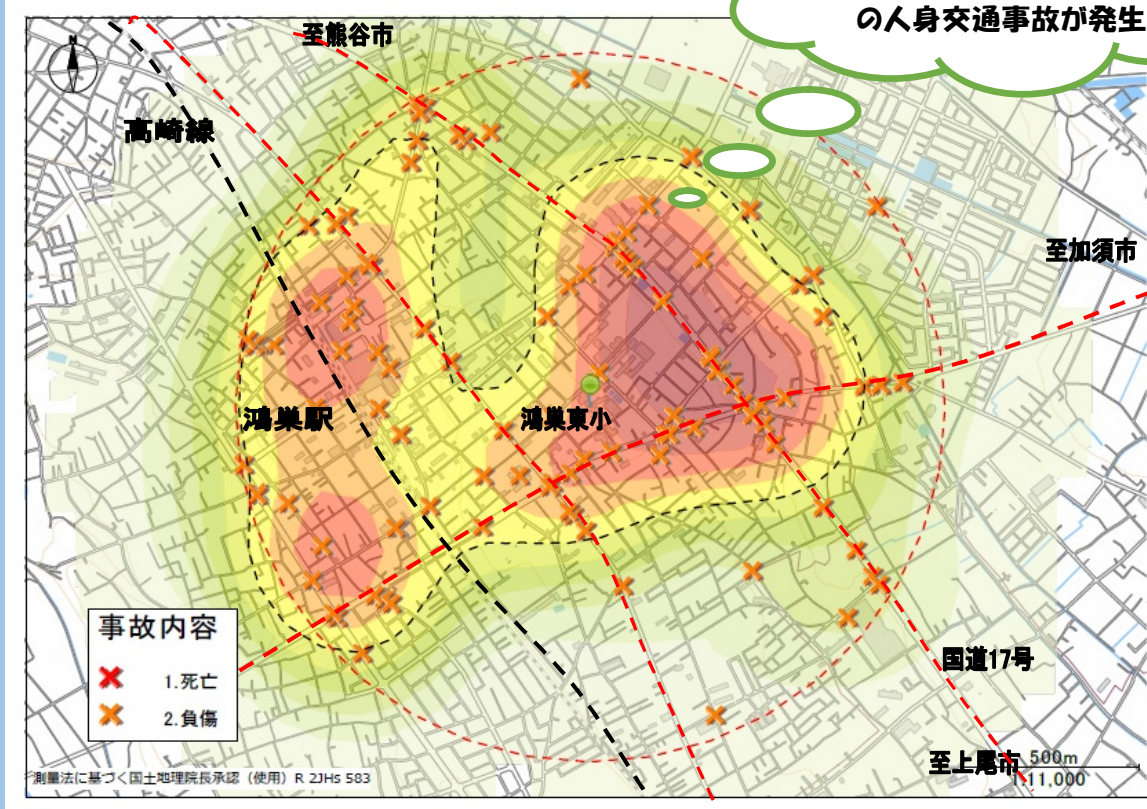 の人身交通事故が発生
至熊谷市
N
高崎線
至加須市
鴻巣駅
鴻巣東小
事故内容
1.死亡
2.負傷
国道17号
至上尾市
500m
1:11,000
測量法に基づく国土地理院長承認（使用）R 2JHs 583